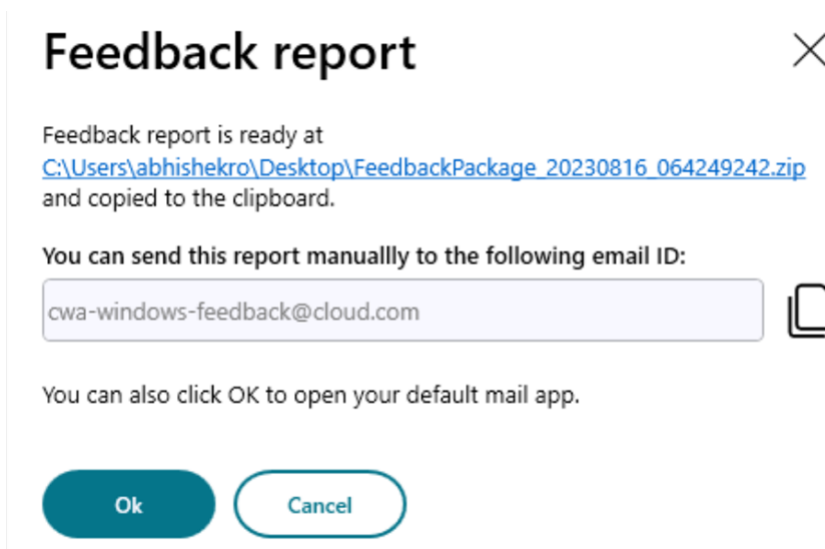 Feedback report
Feedback report is ready at
C:\Users\abhishekro\Desktop\FeedbackPackage_20230816_064249242.zip
and copied to the clipboard.
You can send this report manuallly to the following email ID:
cwa-windows-feedback@cloud.com
You can also click OK to open your default mail app.
Ok
Cancel